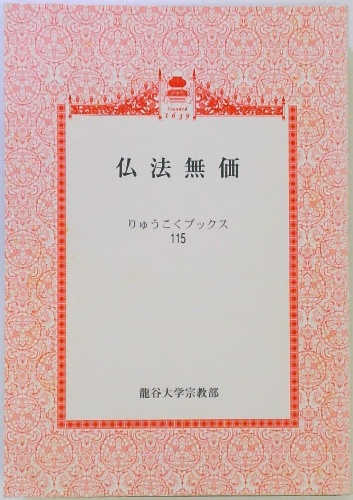 Founded
1639
仏法無価
りゅうこくブックス
115
龍谷大学宗教部